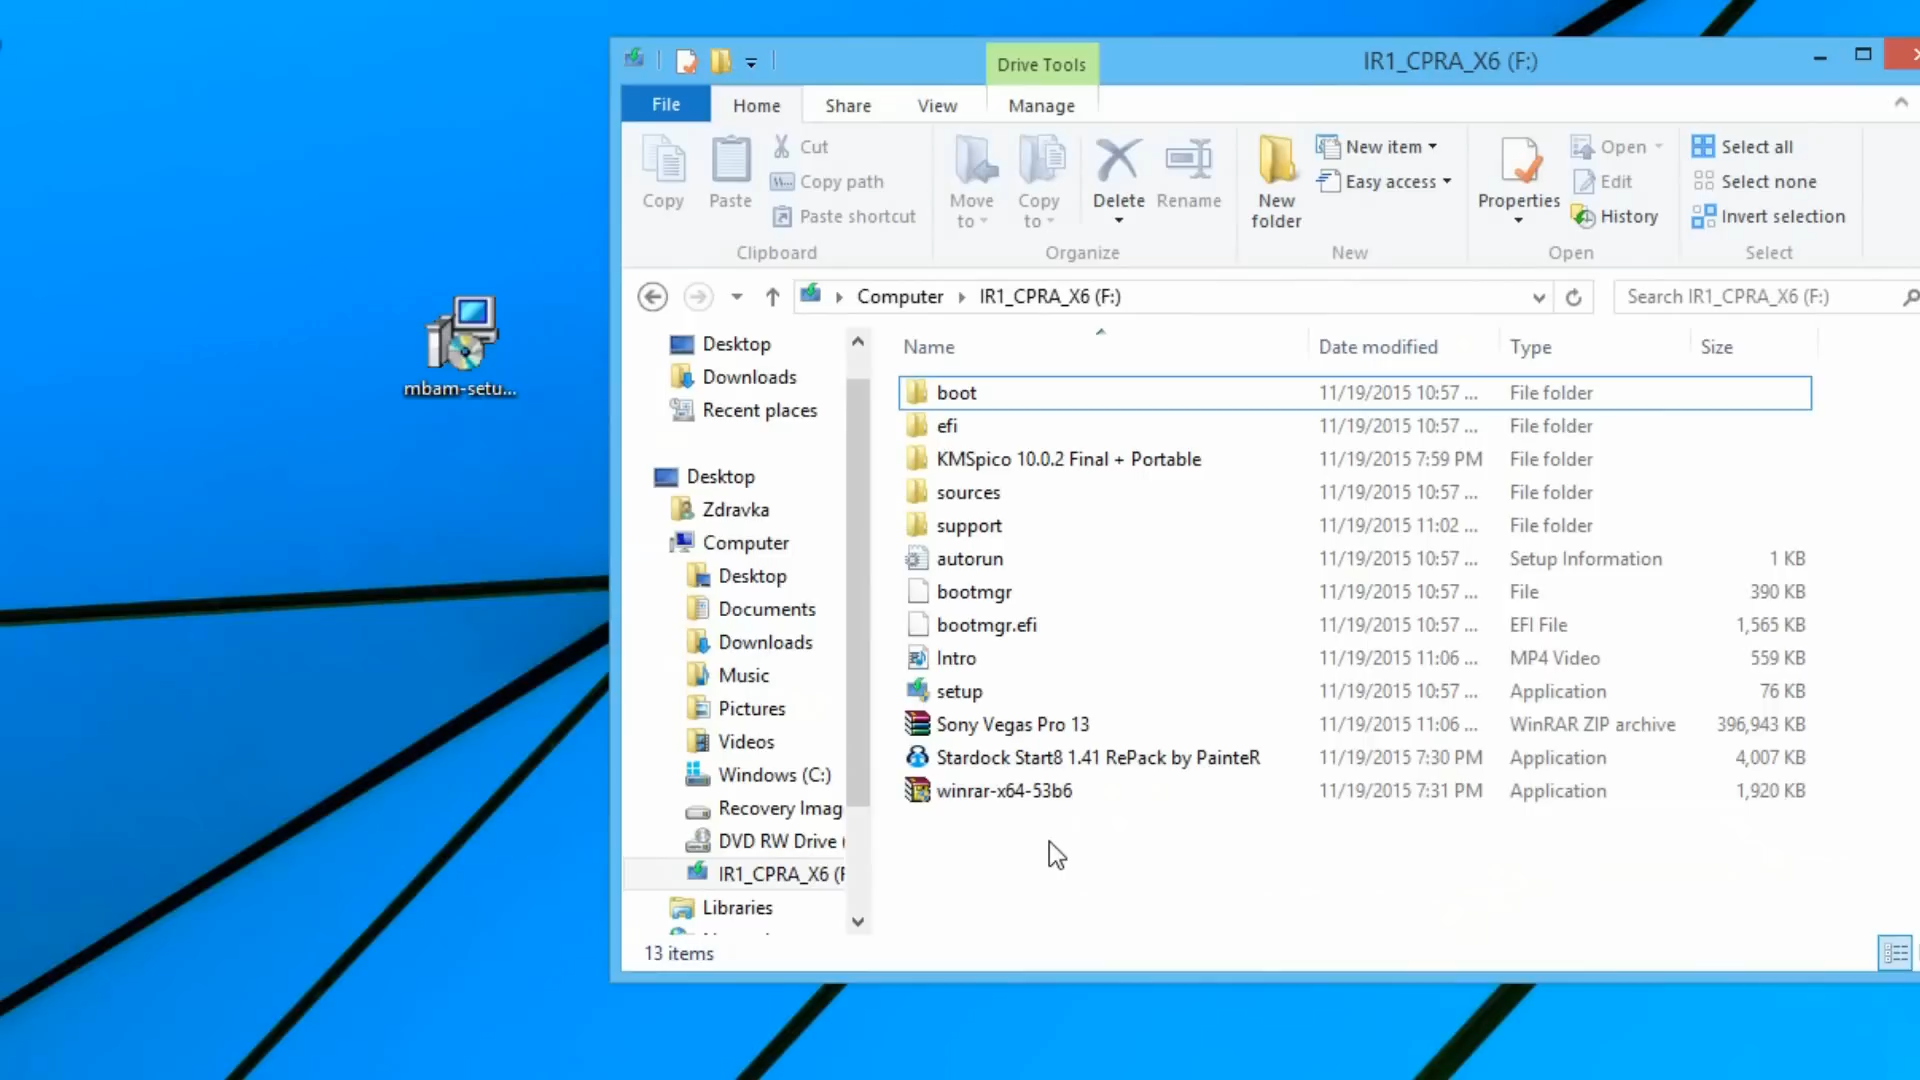 mbam-setu...
Drive Tools
IR1_CPRA_X6 (F:)
File
Home
Share
View
Manage
Copy
Paste
Cut
Copy path
Paste shortcut
Clipboard
Move to
Copy to
Delete
Rename
Organize
New folder
New item
Easy access
New
Properties
Open
Edit
History
Open
Select all
Select none
Invert selection
Select
Computer
IR1_CPRA_X6 (F:)
Search IR1_CPRA_X6 (F:)
Desktop
Downloads
Recent places
Desktop
Zdravka
Computer
Desktop
Documents
Downloads
Music
Pictures
Videos
Windows (C:)
Recovery Imag
DVD RW Drive (
IR1_CPRA_X6 (F
Libraries
Name Date modified Type Size
boot 11/19/2015 10:57 ... File folder
efi 11/19/2015 10:57 ... File folder
KMSpico 10.0.2 Final + Portable 11/19/2015 7:59 PM File folder
sources 11/19/2015 10:57 ... File folder
support 11/19/2015 11:02 ... File folder
autorun 11/19/2015 10:57 ... Setup Information 1 KB
bootmgr 11/19/2015 10:57 ... File 390 KB
bootmgr.efi 11/19/2015 10:57 ... EFI File 1,565 KB
Intro 11/19/2015 11:06 ... MP4 Video 559 KB
setup 11/19/2015 10:57 ... Application 76 KB
Sony Vegas Pro 13 11/19/2015 11:06 ... WinRAR ZIP archive 396,943 KB
Stardock Start8 1.41 RePack by PainteR 11/19/2015 7:30 PM Application 4,007 KB
winrar-x64-53b6 11/19/2015 7:31 PM Application 1,920 KB
13 items